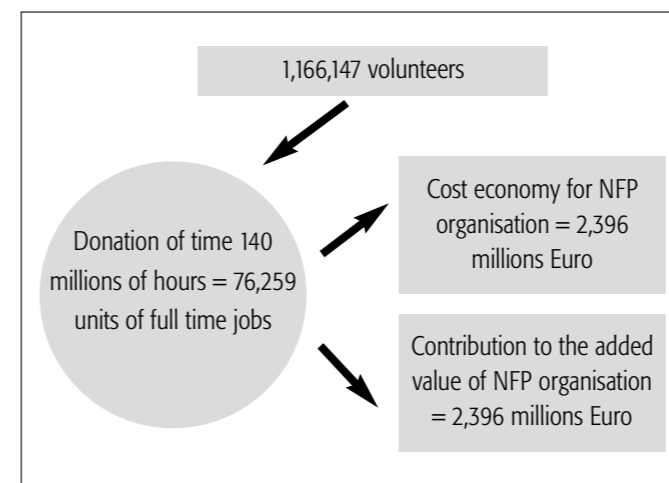 1,166,147 volunteers
Donation of time 140
millions of hours = 76,259
units of full time jobs
Cost economy for NFP
organisation = 2,396
millions Euro
Contribution to the added
value of NFP organisation
= 2,396 millions Euro